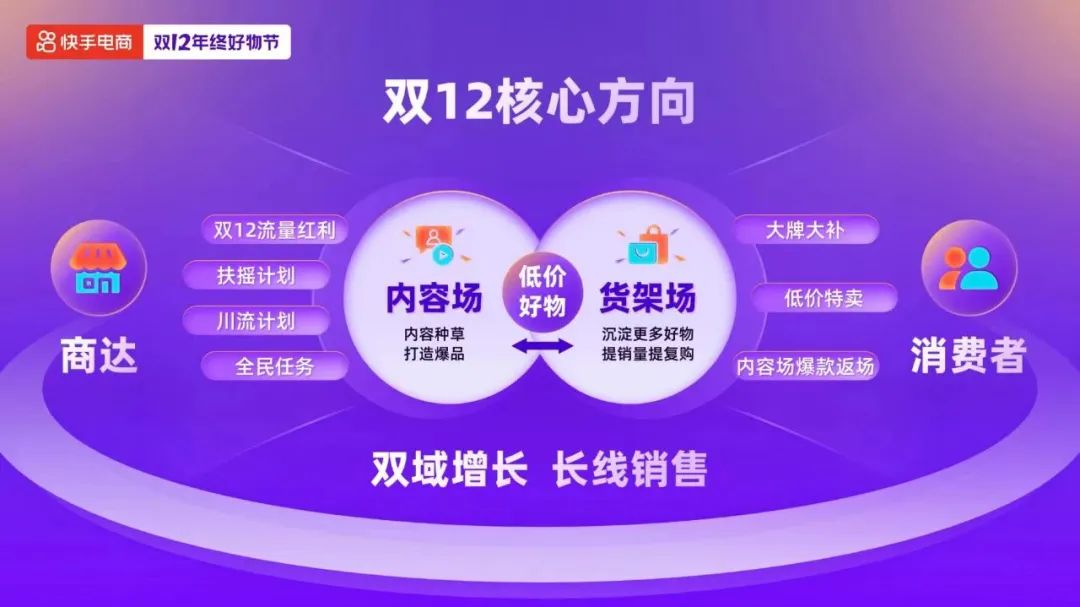 快手电商 双12年终好物节
双12核心方向
商达
双12流量红利
扶摇计划
川流计划
全民任务
内容场
内容种草
打造爆品
低价
好物
货架场
沉淀更多好物
提销量提复购
大牌大补
低价特卖
内容场爆款返场
消费者
双域增长 长线销售